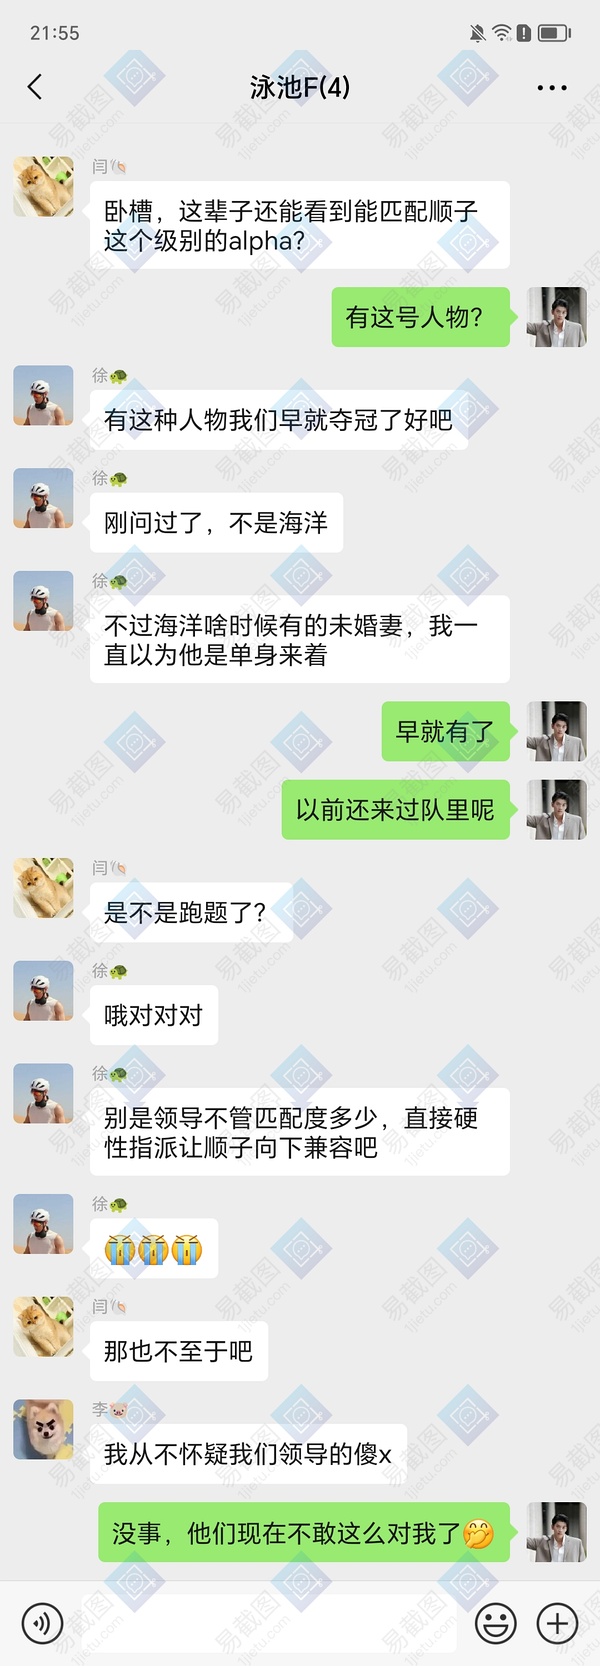 21:55
泳池F(4)
闫🐚
卧槽，这辈子还能看到能匹配顺子
这个级别的alpha？
有这号人物？
徐🐢
有这种人物我们早就夺冠了好吧
徐🐢
刚问过了，不是海洋
徐🐢
不过海洋啥时候有的未婚妻，我一
直以为他是单身来着
早就有了
以前还来过队里呢
闫🐚
是不是跑题了？
徐🐢
哦对对对
徐🐢
别是领导不管匹配度多少，直接硬
性指派让顺子向下兼容吧
徐🐢
😭😭😭
闫🐚
那也不至于吧
李🐷
我从不怀疑我们领导的傻x
没事，他们现在不敢这么对我了🤭
易截图
1jietu.com